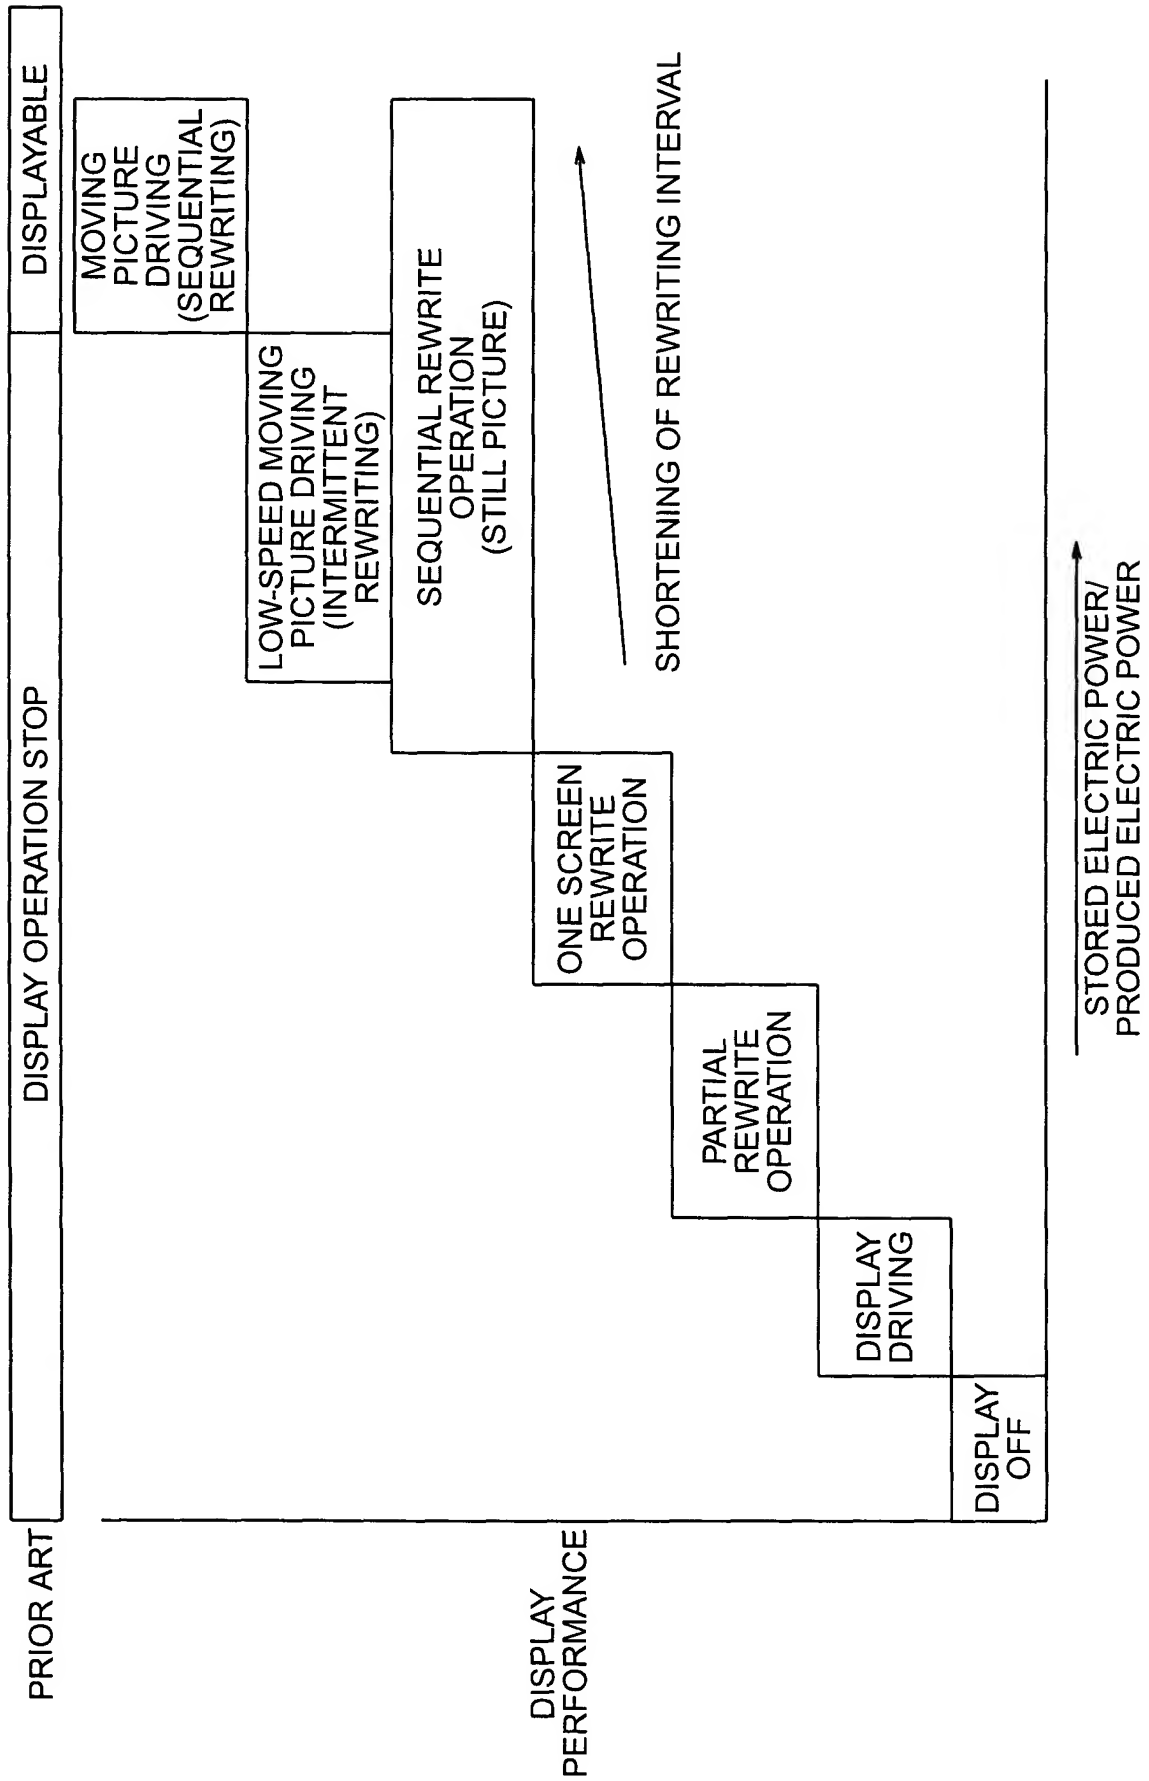 PRIOR ART
DISPLAY OPERATION STOP
DISPLAYABLE
MOVING
PICTURE
DRIVING
(SEQUENTIAL
REWRITING)
LOW-SPEED MOVING
PICTURE DRIVING
(INTERMITTENT
REWRITING)
SEQUENTIAL REWRITE
OPERATION
(STILL PICTURE)
SHORTENING OF REWRITING INTERVAL
DISPLAY
PERFORMANCE
ONE SCREEN
REWRITE
OPERATION
PARTIAL
REWRITE
OPERATION
DISPLAY
DRIVING
DISPLAY
OFF
STORED ELECTRIC POWER/
PRODUCED ELECTRIC POWER